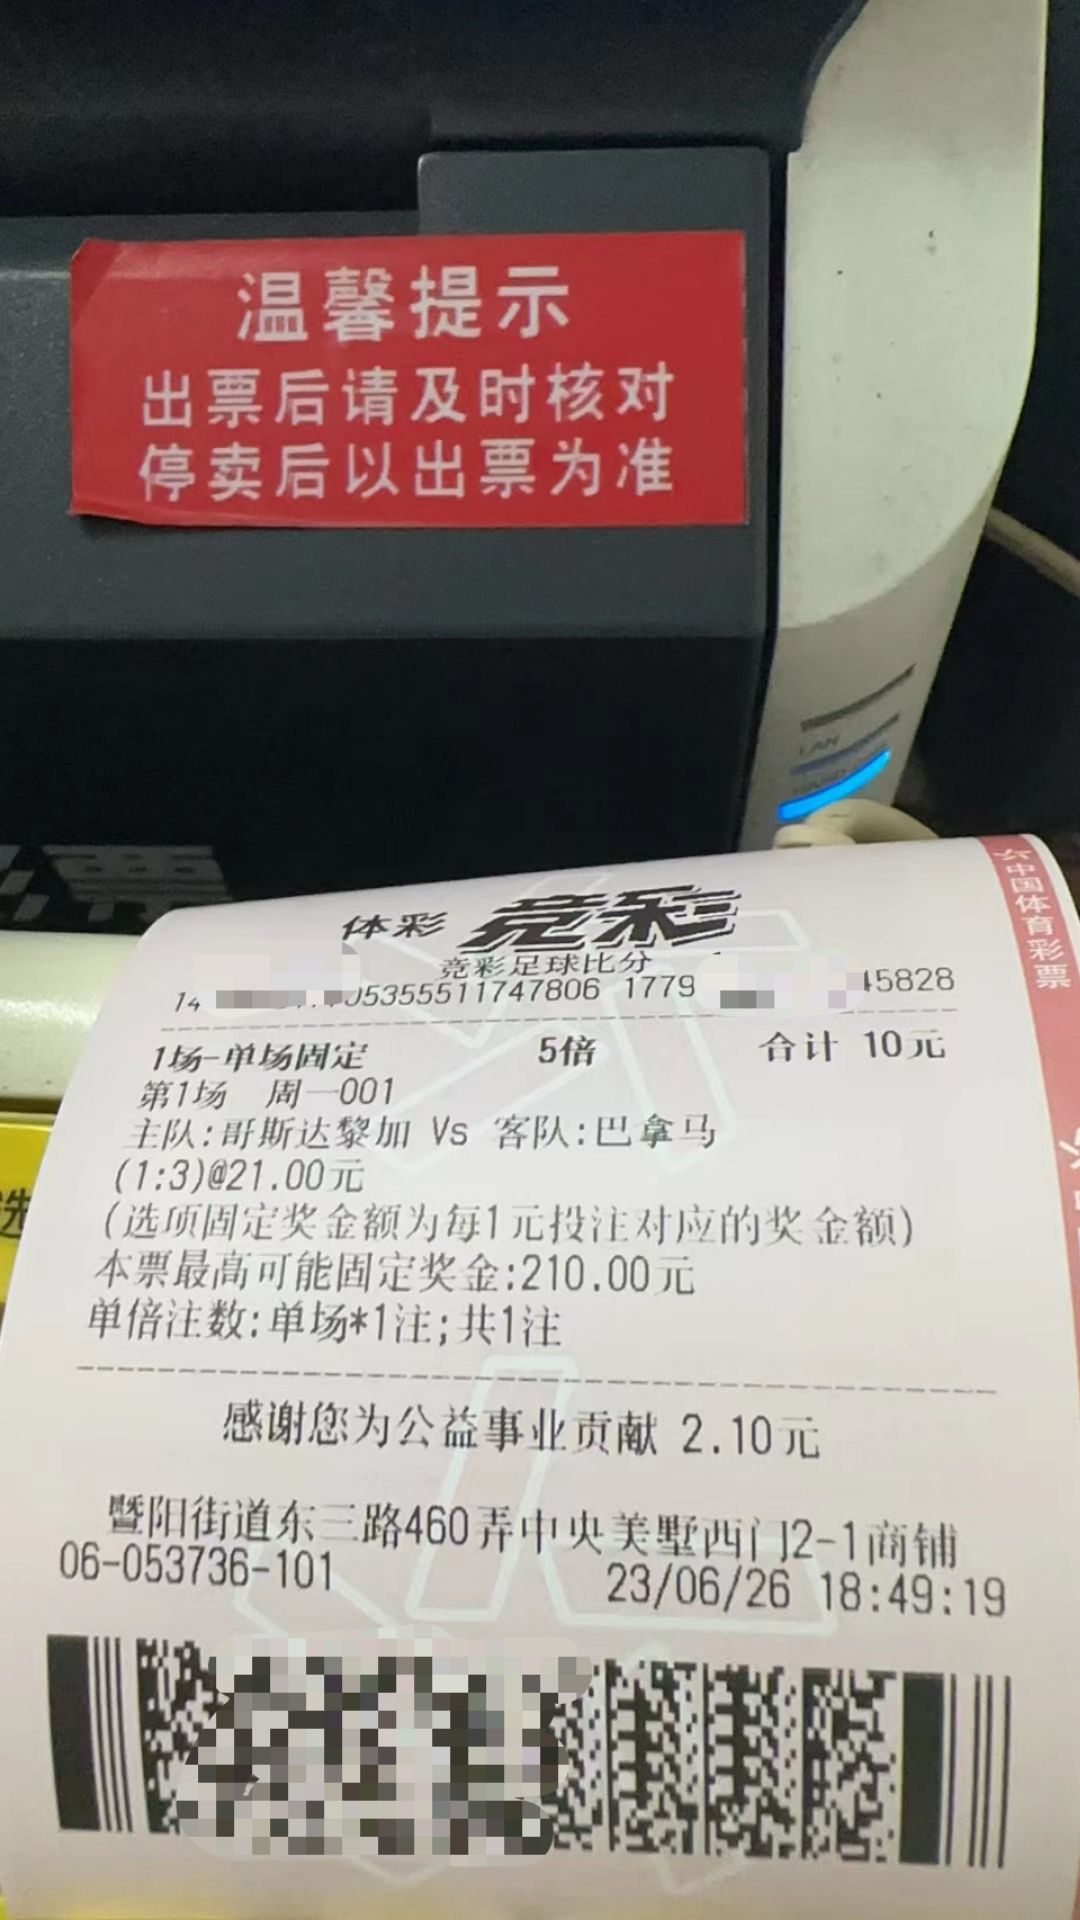 温馨提示
出票后请及时核对
停卖后以出票为准
LAN
中国体育彩票
体彩 竞彩
竞彩足球比分
14 05355511747806 1779 45828
1场-单场固定 5倍 合计 10元
第1场 周一001
主队:哥斯达黎加 Vs 客队:巴拿马
(1:3)@21.00元
(选项固定奖金额为每1元投注对应的奖金额)
本票最高可能固定奖金:210.00元
单倍注数:单场*1注;共1注
感谢您为公益事业贡献 2.10元
暨阳街道东三路460弄中央美墅西门2-1商铺
06-053736-101 23/06/26 18:49:19
选